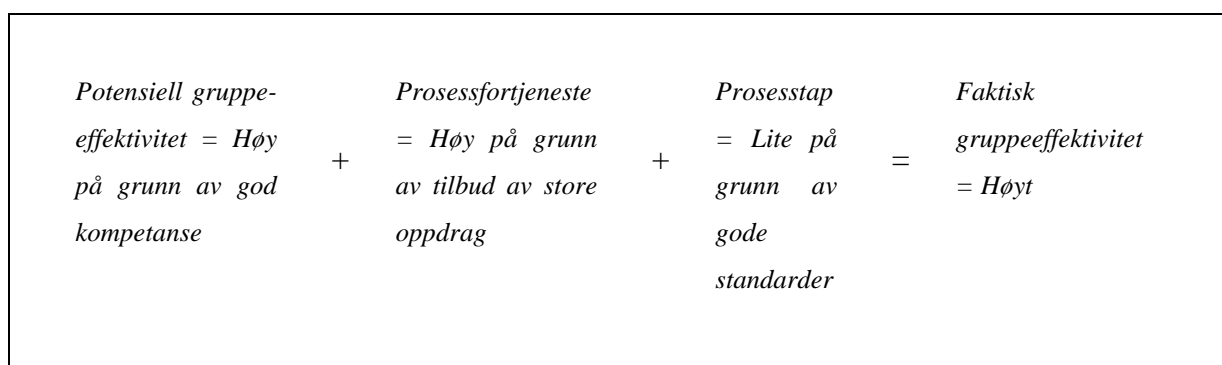 Potensiell gruppe-
effektivitet = Høy
på grunn av god
kompetanse
+
Prosessfortjeneste
= Høy på grunn
av tilbud av store
oppdrag
+
Prosesstap
= Lite på
grunn av
gode
standarder
=
Faktisk
gruppeeffektivitet
= Høyt